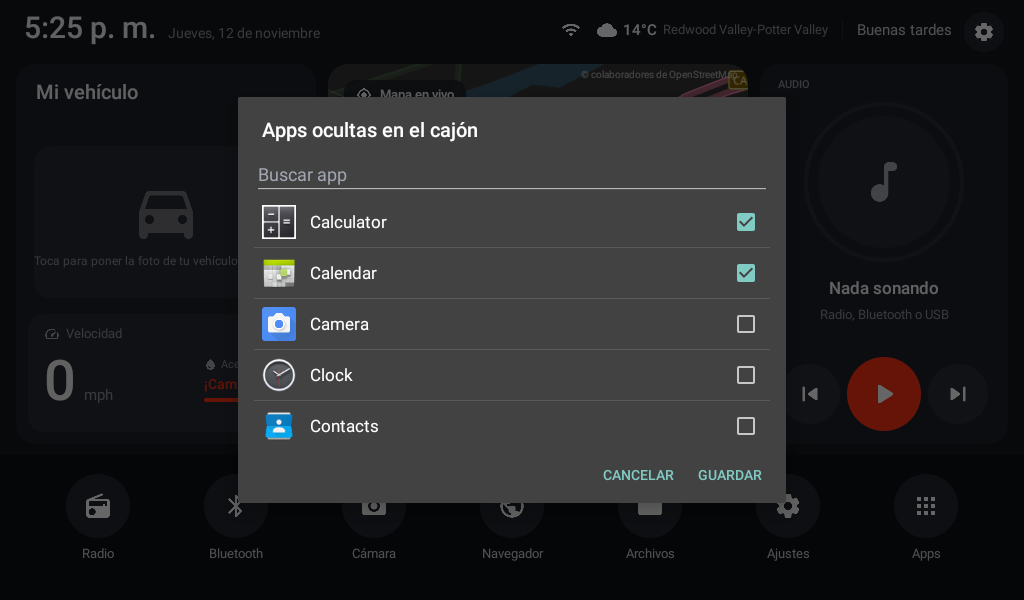 5:25 p. m.
Jueves, 12 de noviembre
14°C
Redwood Valley-Potter Valley
Buenas tardes
Mi vehículo
© colaboradores de OpenStreetMap
CA
Mapa en vivo
AUDIO
Apps ocultas en el cajón
Buscar app
Calculator
Calendar
Camera
Clock
Contacts
CANCELAR
GUARDAR
Toca para poner la foto de tu vehículo
Velocidad
0 mph
Ace
¡Cam
Nada sonando
Radio, Bluetooth o USB
Radio
Bluetooth
Cámara
Navegador
Archivos
Ajustes
Apps